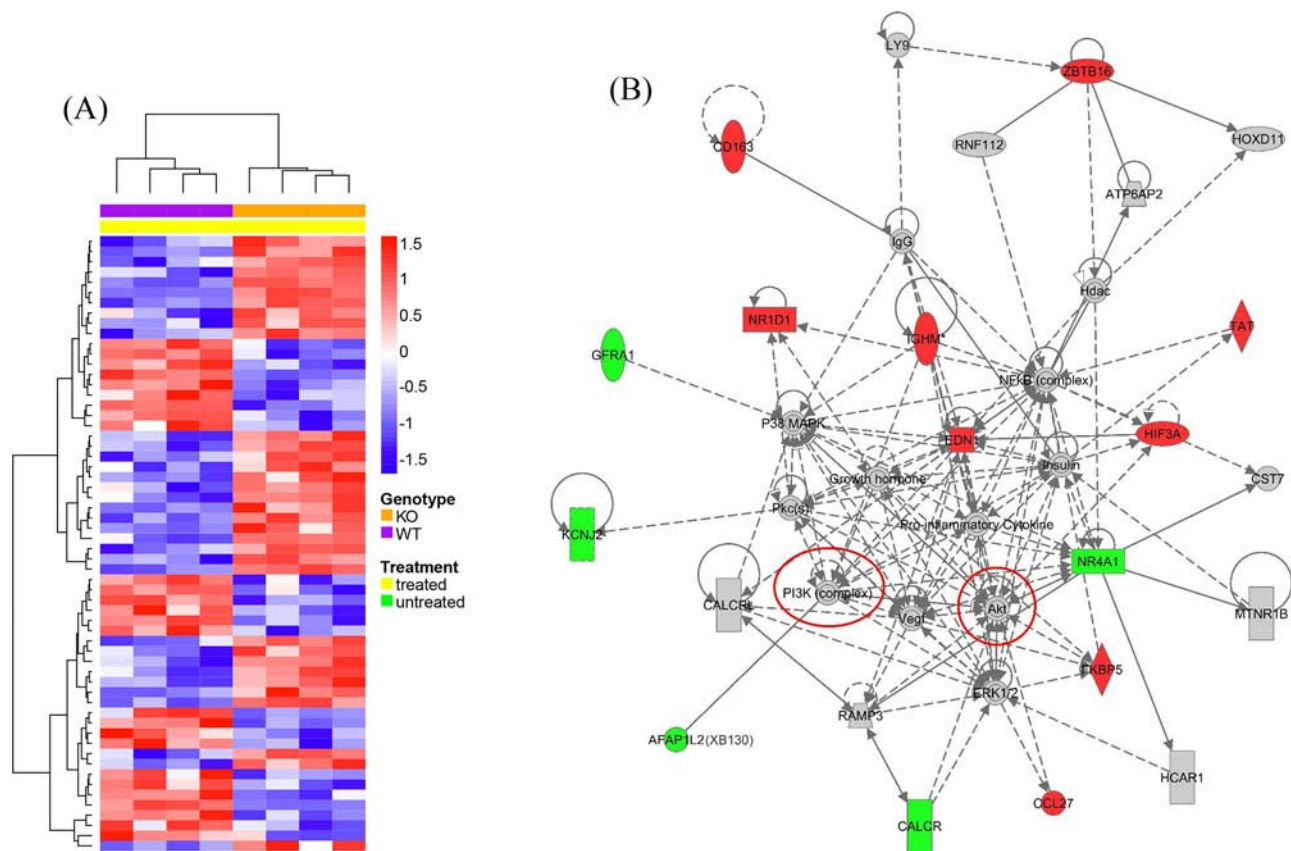 (A)
1.5
1
0.5
0
-0.5
-1
-1.5
Genotype
KO
WT
Treatment
treated
untreated
(B)
LY9
ZBTB16
CD163
RNF112
HOXD11
ATP6AP2
IgG
Hdac
NR1D1
IGHM*
TAT
GFRA1
NFkB (complex)
P38 MAPK
EDN1
HIF3A
Insulin
CST7
Growth hormone
Pkc(s)
Pro-inflammatory Cytokine
KCNJ2
NR4A1
PI3K (complex)
CALCRL
Akt
Vegf
MTNR1B
FKBP5
ERK1/2
RAMP3
AFAP1L2(XB130)
HCAR1
CCL27
CALCR